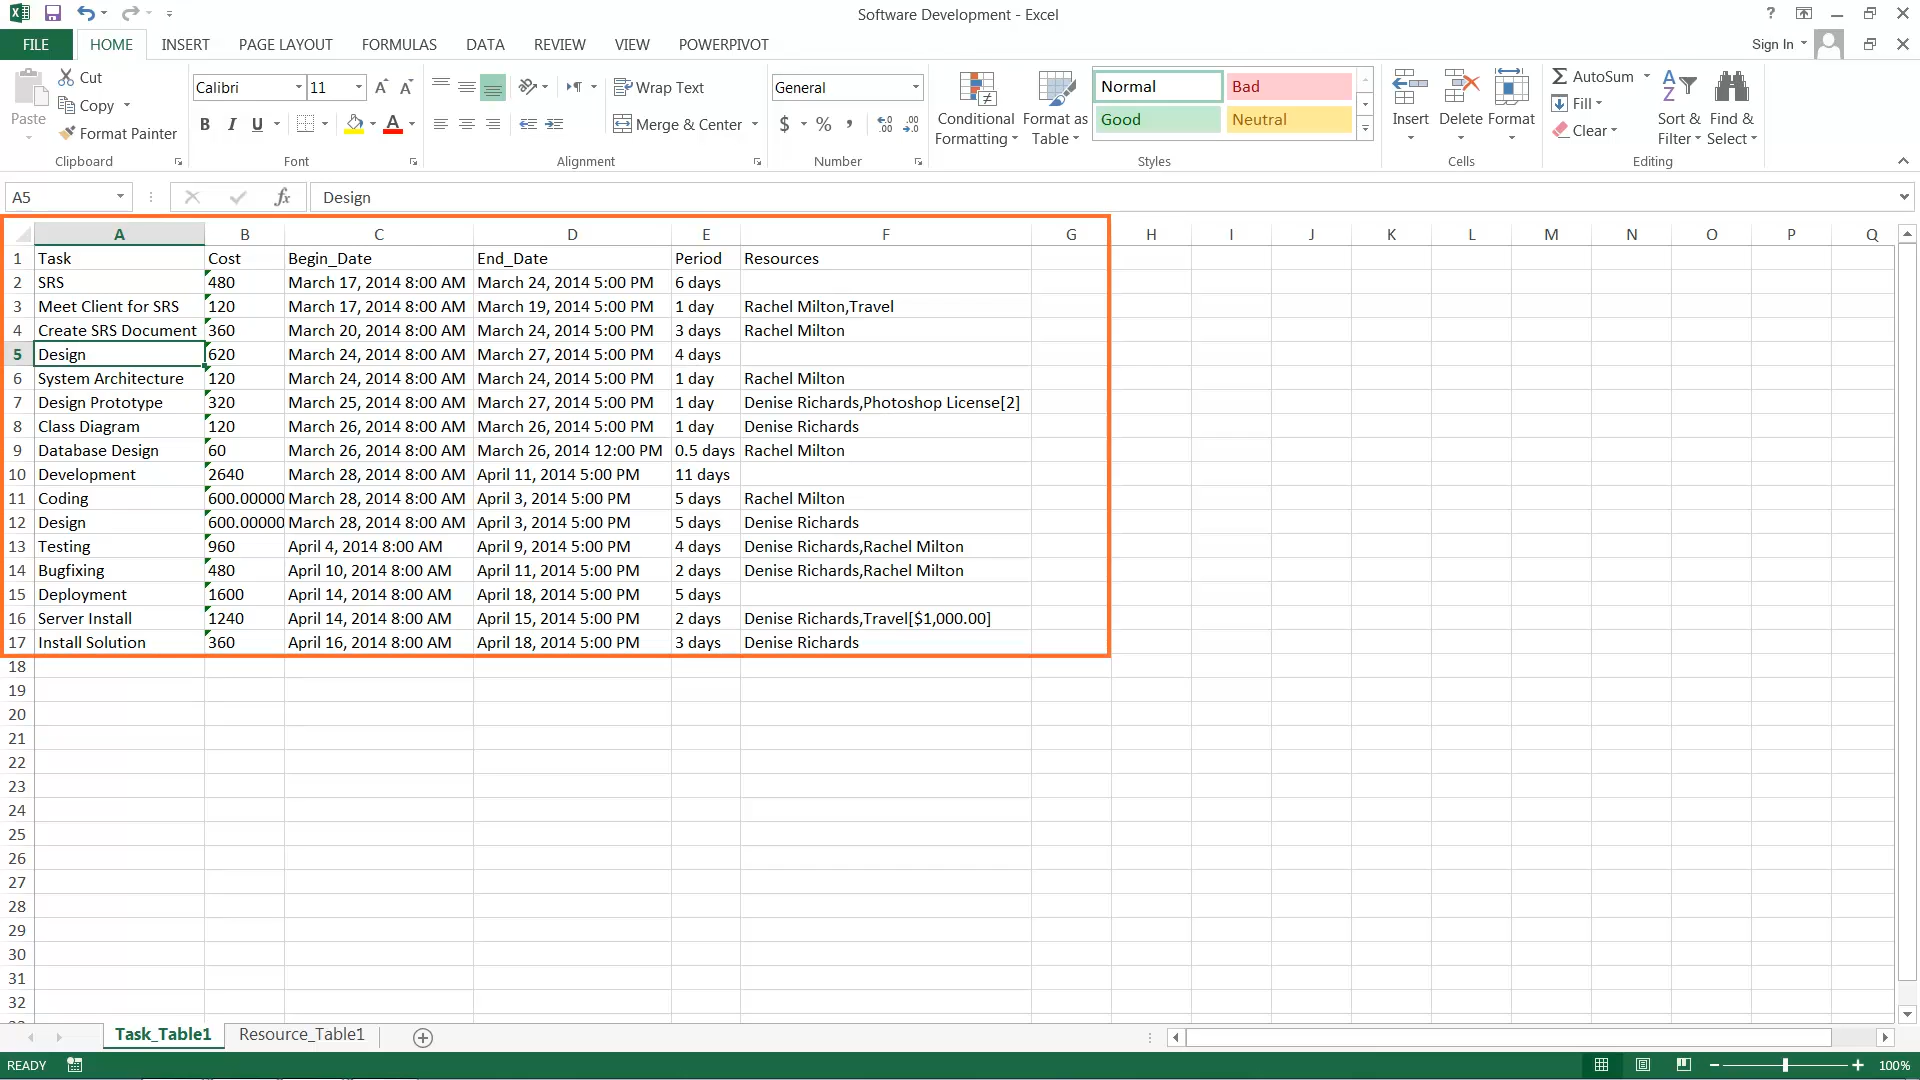 Software Development - Excel
FILE HOME INSERT PAGE LAYOUT FORMULAS DATA REVIEW VIEW POWERPIVOT Sign In
Paste
Cut
Copy
Format Painter
Clipboard
Calibri 11
B I U
Font
Wrap Text
Merge & Center
Alignment
General
$ % ,
Number
Conditional Formatting
Format as Table
Normal Bad
Good Neutral
Styles
Insert Delete Format
Cells
AutoSum
Fill
Clear
Sort & Filter
Find & Select
Editing
A5 fx Design
A B C D E F G H I J K L M N O P Q
1 Task Cost Begin_Date End_Date Period Resources
2 SRS 480 March 17, 2014 8:00 AM March 24, 2014 5:00 PM 6 days
3 Meet Client for SRS 120 March 17, 2014 8:00 AM March 19, 2014 5:00 PM 1 day Rachel Milton,Travel
4 Create SRS Document 360 March 20, 2014 8:00 AM March 24, 2014 5:00 PM 3 days Rachel Milton
5 Design 620 March 24, 2014 8:00 AM March 27, 2014 5:00 PM 4 days
6 System Architecture 120 March 24, 2014 8:00 AM March 24, 2014 5:00 PM 1 day Rachel Milton
7 Design Prototype 320 March 25, 2014 8:00 AM March 27, 2014 5:00 PM 1 day Denise Richards,Photoshop License[2]
8 Class Diagram 120 March 26, 2014 8:00 AM March 26, 2014 5:00 PM 1 day Denise Richards
9 Database Design 60 March 26, 2014 8:00 AM March 26, 2014 12:00 PM 0.5 days Rachel Milton
10 Development 2640 March 28, 2014 8:00 AM April 11, 2014 5:00 PM 11 days
11 Coding 600.00000 March 28, 2014 8:00 AM April 3, 2014 5:00 PM 5 days Rachel Milton
12 Design 600.00000 March 28, 2014 8:00 AM April 3, 2014 5:00 PM 5 days Denise Richards
13 Testing 960 April 4, 2014 8:00 AM April 9, 2014 5:00 PM 4 days Denise Richards,Rachel Milton
14 Bugfixing 480 April 10, 2014 8:00 AM April 11, 2014 5:00 PM 2 days Denise Richards,Rachel Milton
15 Deployment 1600 April 14, 2014 8:00 AM April 18, 2014 5:00 PM 5 days
16 Server Install 1240 April 14, 2014 8:00 AM April 15, 2014 5:00 PM 2 days Denise Richards,Travel[$1,000.00]
17 Install Solution 360 April 16, 2014 8:00 AM April 18, 2014 5:00 PM 3 days Denise Richards
18
19
20
21
22
23
24
25
26
27
28
29
30
31
32
Task_Table1 Resource_Table1
READY 100%